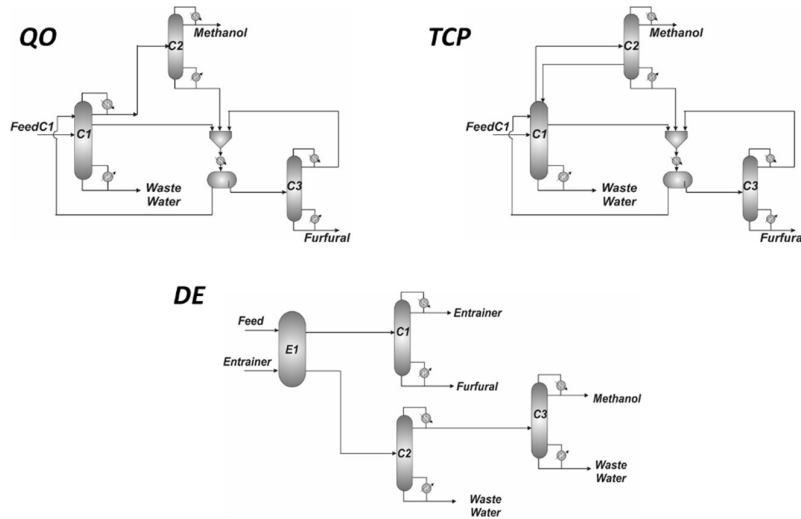 QO
C2
Methanol
FeedC1
C1
Waste
Water
C3
Furfural
TCP
C2
Methanol
FeedC1
C1
Waste
Water
C3
Furfura
DE
Feed
Entrainer
E1
C1
Entrainer
Furfural
C2
Waste
Water
C3
Methanol
Waste
Water